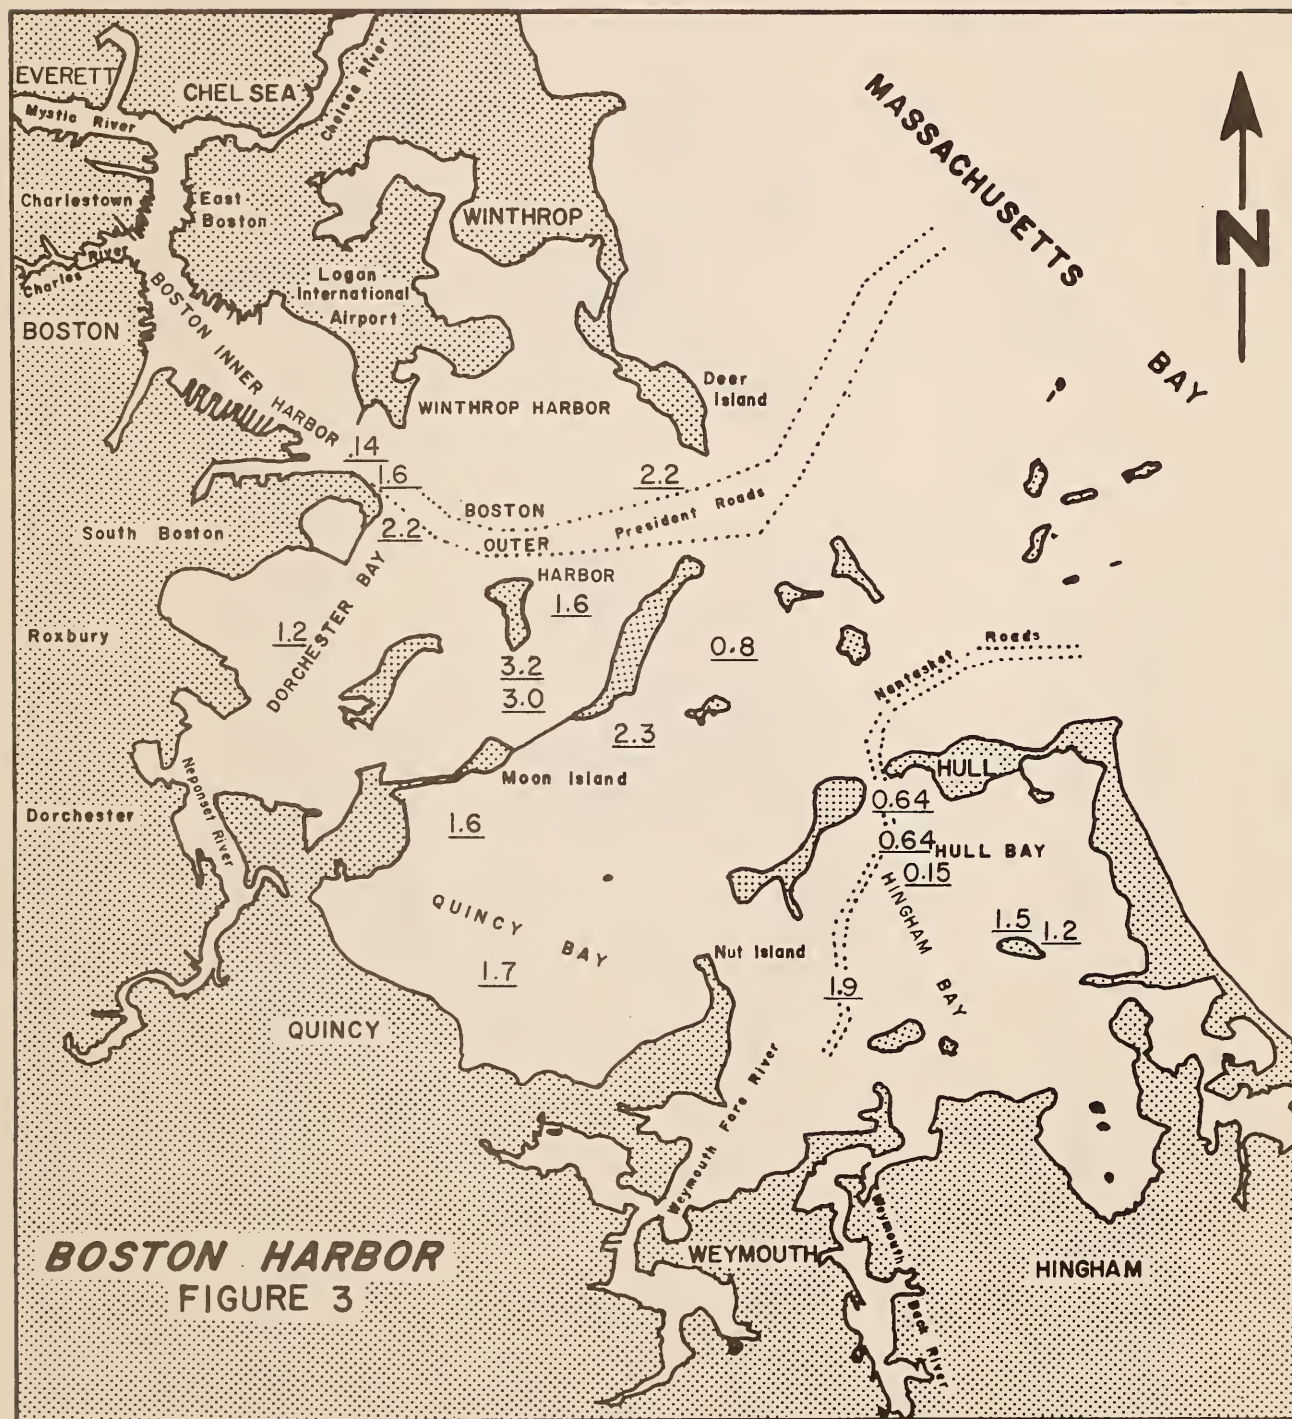 EVERETT
CHELSEA
Mystic River
Chelsea River
MASSACHUSETTS
BAY
N
Charlestown
East
Boston
WINTHROP
Charles River
BOSTON
BOSTON INNER HARBOR
Logan
International
Airport
WINTHROP HARBOR
Deer
Island
.14
1.6
2.2
BOSTON
President Roads
South Boston
2.2
OUTER
HARBOR
1.6
DORCHESTER BAY
1.2
Roxbury
3.2
3.0
0.8
Nantasket Roads
2.3
Moon Island
HULL
Neponset River
Dorchester
1.6
0.64
0.64
HULL BAY
0.15
HINGHAM BAY
QUINCY BAY
1.5
1.2
Nut Island
1.7
1.9
QUINCY
Weymouth Fore River
Weymouth Back River
BOSTON HARBOR
FIGURE 3
WEYMOUTH
HINGHAM